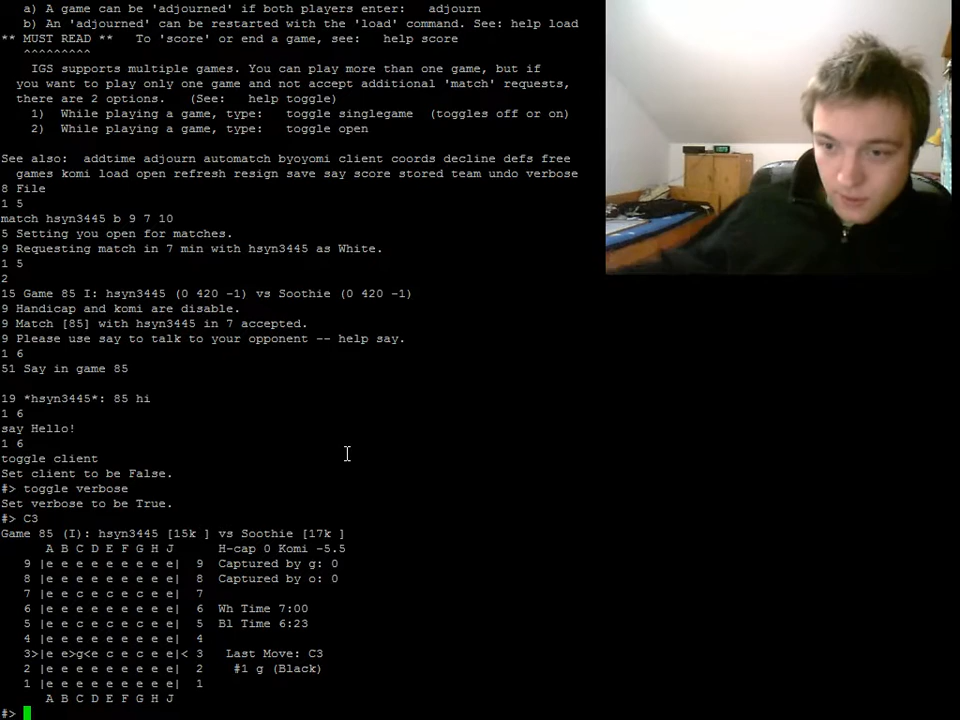 a) A game can be 'adjourned' if both players enter:   adjorn
b) An 'adjourned' can be restarted with the 'load' command. See: help load
** MUST READ **   To 'score' or end a game, see:   help score
^^^^^^^^^
IGS supports multiple games. You can play more than one game, but if
you want to play only one game and not accept additional 'match' requests,
there are 2 options.  (See:   help toggle)
1)  While playing a game, type:   toggle singlegame  (toggles off or on)
2)  While playing a game, type:   toggle open
See also:  addtime adjourn automatch byoyomi client coords decline defs free
games komi load open refresh resign save say score stored team undo verbose
8 File
1 5
match hsyn3445 b 9 7 10
5 Setting you open for matches.
9 Requesting match in 7 min with hsyn3445 as White.
1 5
2
15 Game 85 I: hsyn3445 (0 420 -1) vs Soothie (0 420 -1)
9 Handicap and komi are disable.
9 Match [85] with hsyn3445 in 7 accepted.
9 Please use say to talk to your opponent -- help say.
1 6
51 Say in game 85
19 *hsyn3445*: 85 hi
1 6
say Hello!
1 6
toggle client
Set client to be False.
#> toggle verbose
Set verbose to be True.
#> C3
Game 85 (I): hsyn3445 [15k ] vs Soothie [17k ]
A B C D E F G H J   H-cap 0 Komi -5.5
9 |e e e e e e e e e|  9  Captured by g: 0
8 |e e e e e e e e e|  8  Captured by o: 0
7 |e e c e c e c e e|  7
6 |e e e e e e e e e|  6  Wh Time 7:00
5 |e e c e c e c e e|  5  Bl Time 6:23
4 |e e e e e e e e e|  4
3>|e e>g<e c e c e e|< 3   Last Move: C3
2 |e e e e e e e e e|  2    #1 g (Black)
1 |e e e e e e e e e|  1
A B C D E F G H J
#>